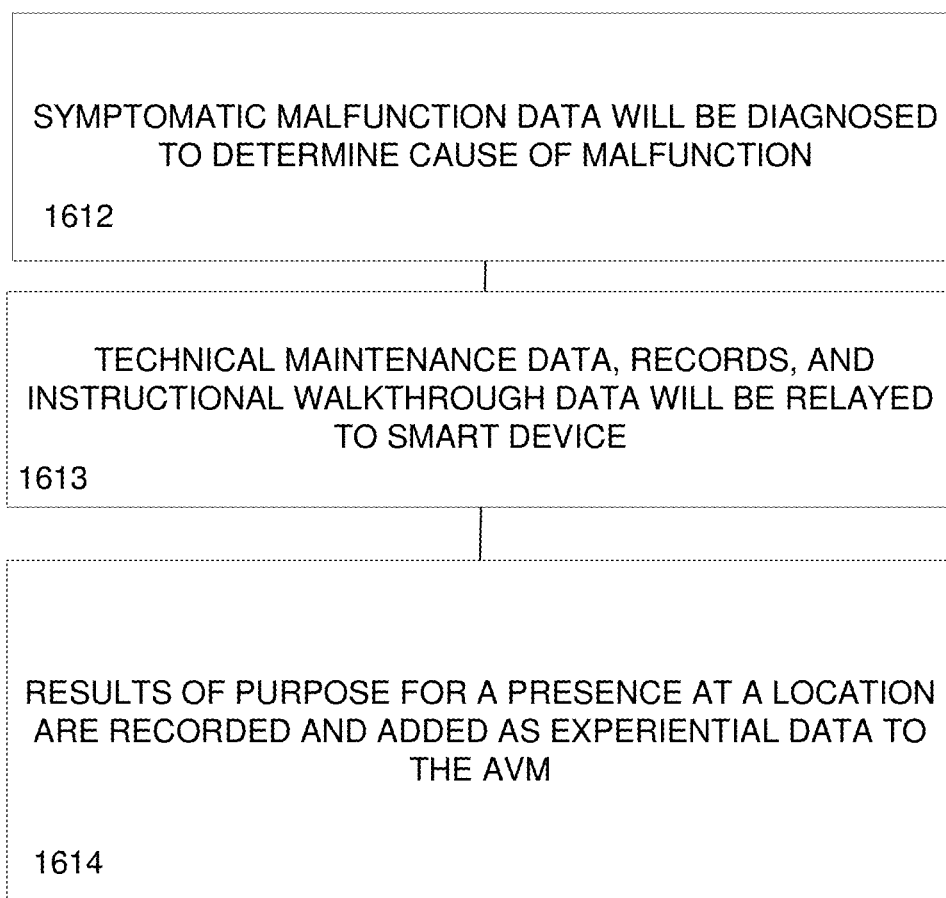 SYMPTOMATIC MALFUNCTION DATA WILL BE DIAGNOSED
TO DETERMINE CAUSE OF MALFUNCTION
1612
TECHNICAL MAINTENANCE DATA, RECORDS, AND
INSTRUCTIONAL WALKTHROUGH DATA WILL BE RELAYED
TO SMART DEVICE
1613
RESULTS OF PURPOSE FOR A PRESENCE AT A LOCATION
ARE RECORDED AND ADDED AS EXPERIENTIAL DATA TO
THE AVM
1614